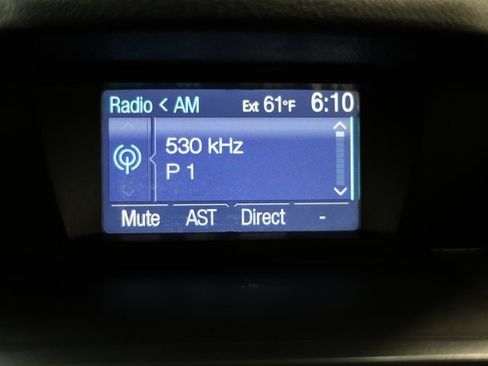 Radio < AM Ext 61°F 6:10
530 kHz
P 1
Mute AST Direct -